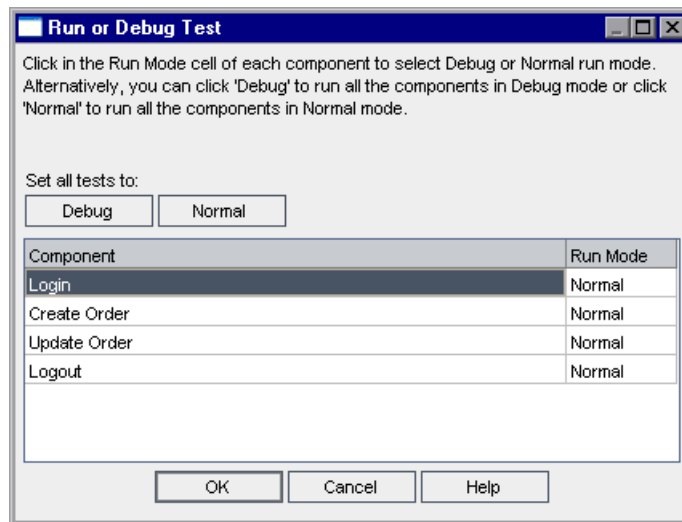 Run or Debug Test
Click in the Run Mode cell of each component to select Debug or Normal run mode.
Alternatively, you can click 'Debug' to run all the components in Debug mode or click
'Normal' to run all the components in Normal mode.
Set all tests to:
Debug Normal
Component Run Mode
Login Normal
Create Order Normal
Update Order Normal
Logout Normal
OK Cancel Help